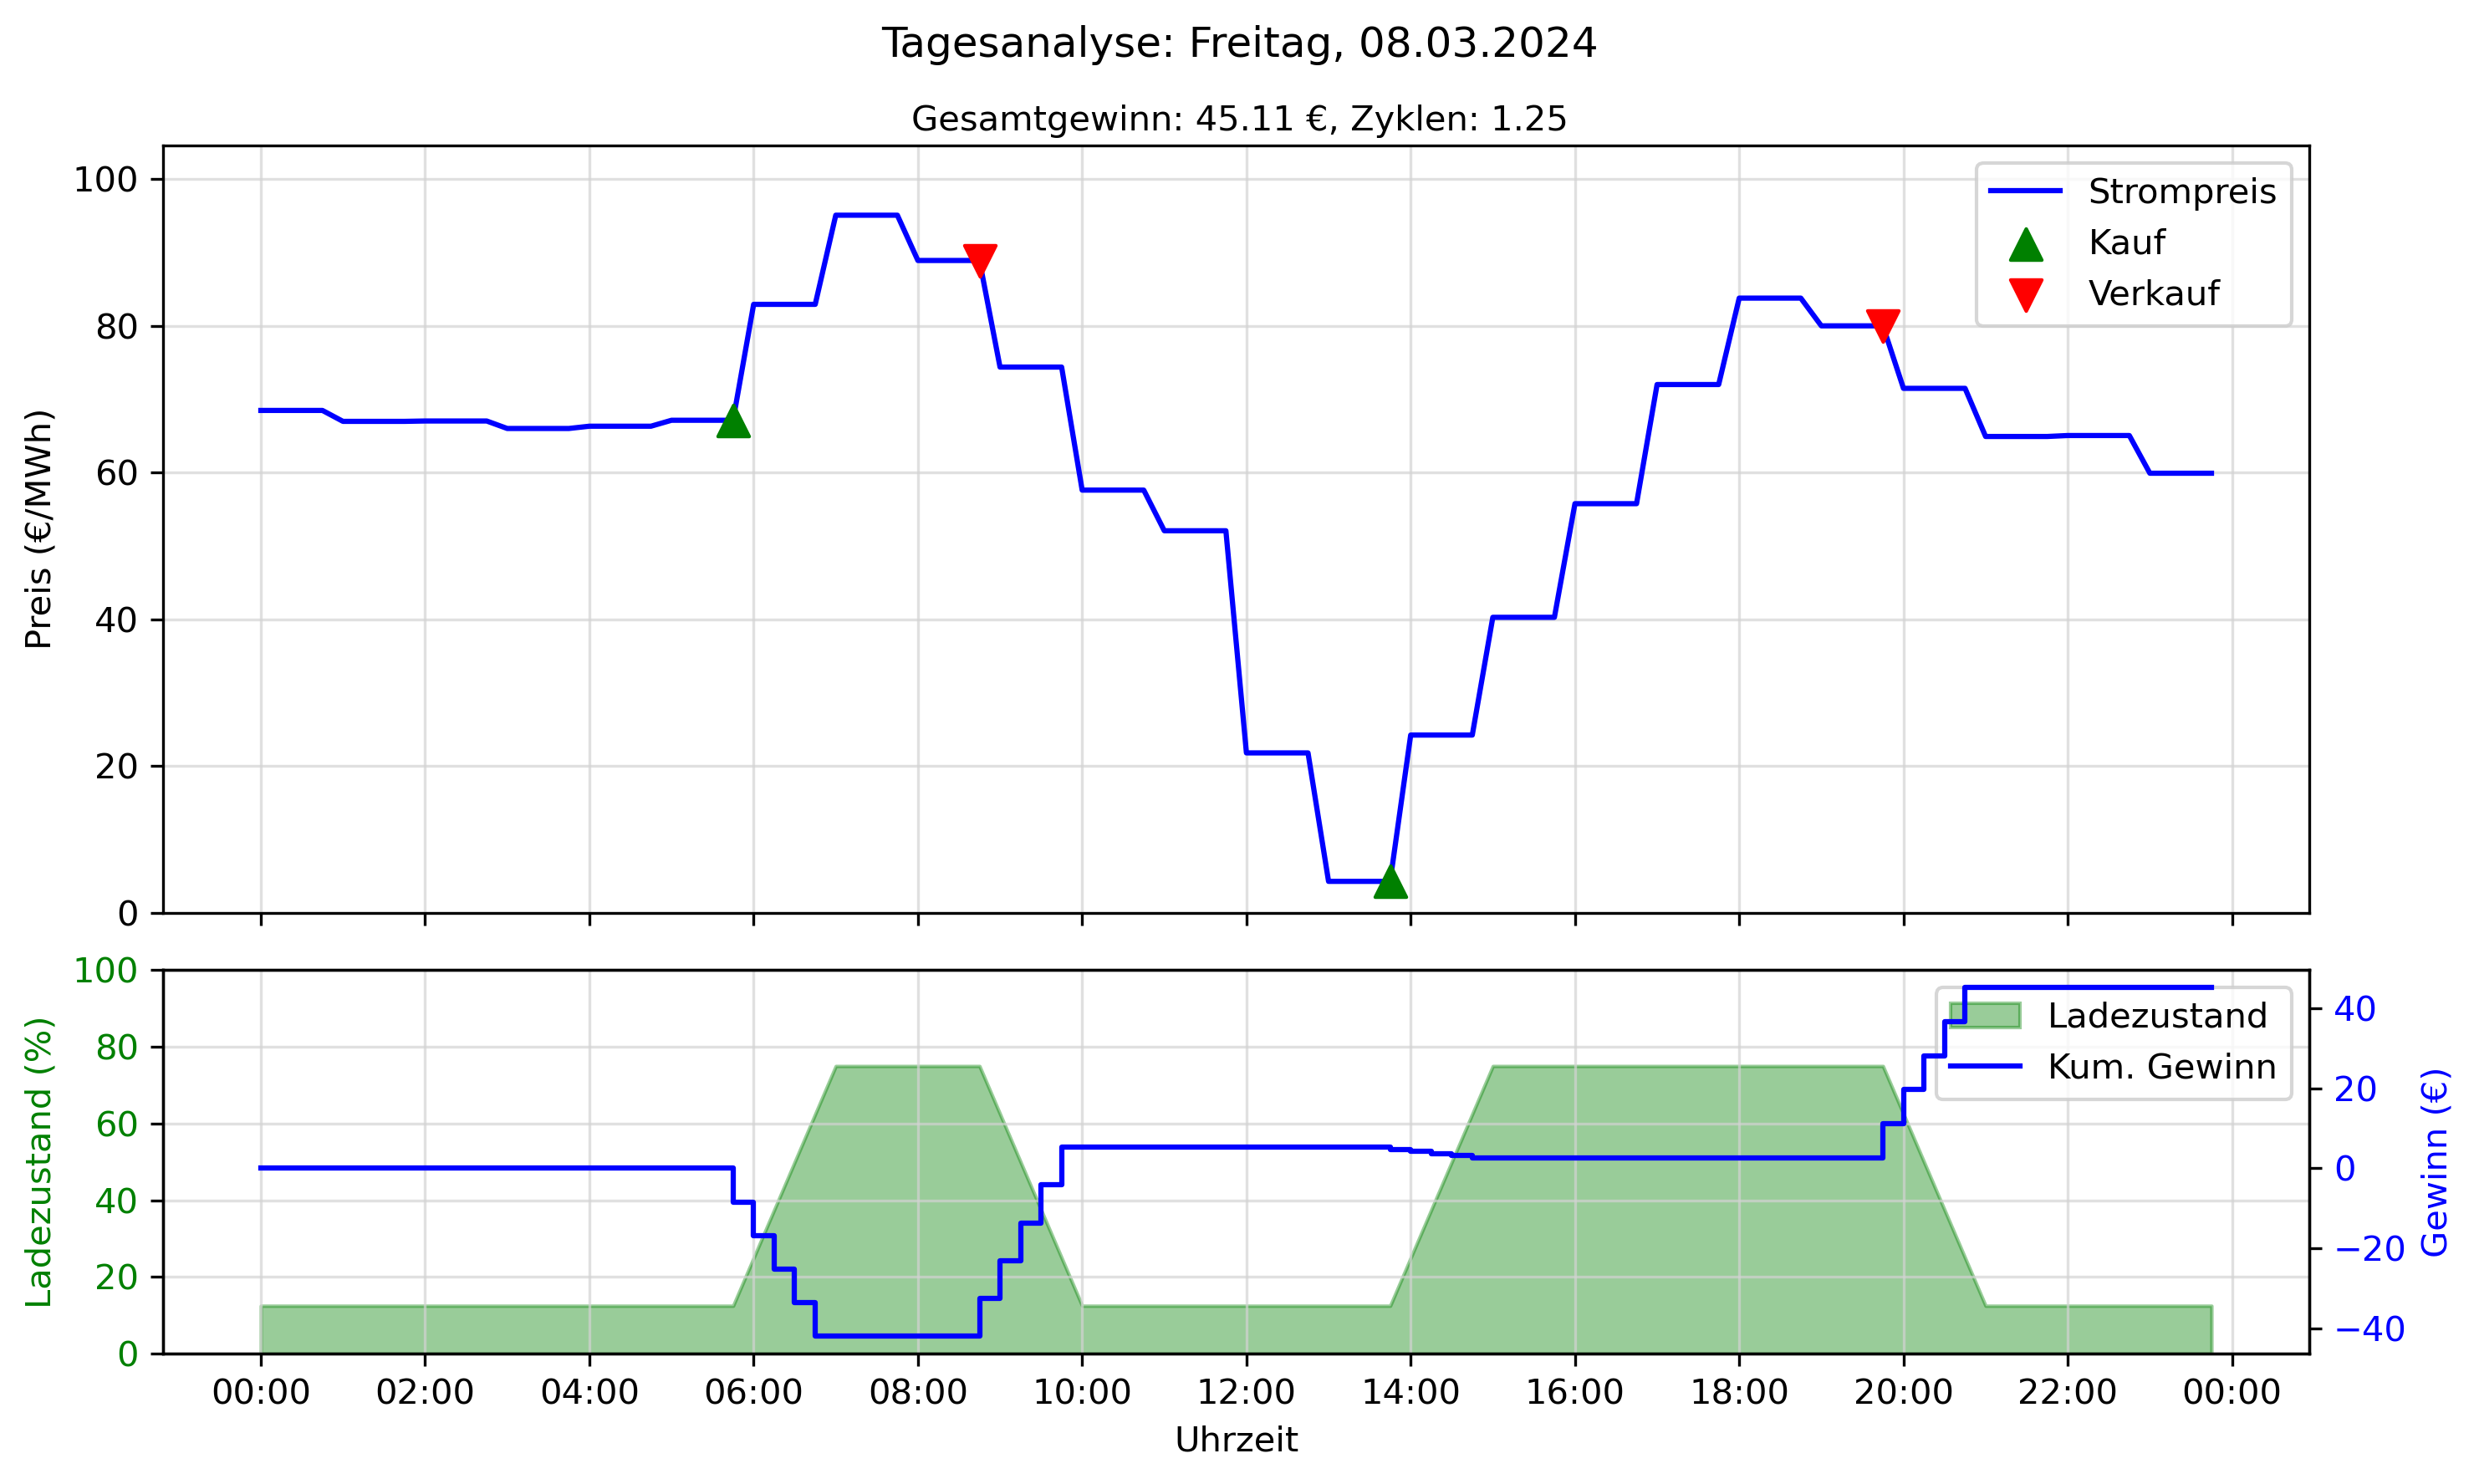 Tagesanalyse: Freitag, 08.03.2024
Gesamtgewinn: 45.11 €, Zyklen: 1.25
Preis (€/MWh)
100
80
60
40
20
0
Strompreis
Kauf
Verkauf
Ladezustand (%)
100
80
60
40
20
0
Ladezustand
Kum. Gewinn
40
20
0
−20
−40
Gewinn (€)
00:00 02:00 04:00 06:00 08:00 10:00 12:00 14:00 16:00 18:00 20:00 22:00 00:00
Uhrzeit